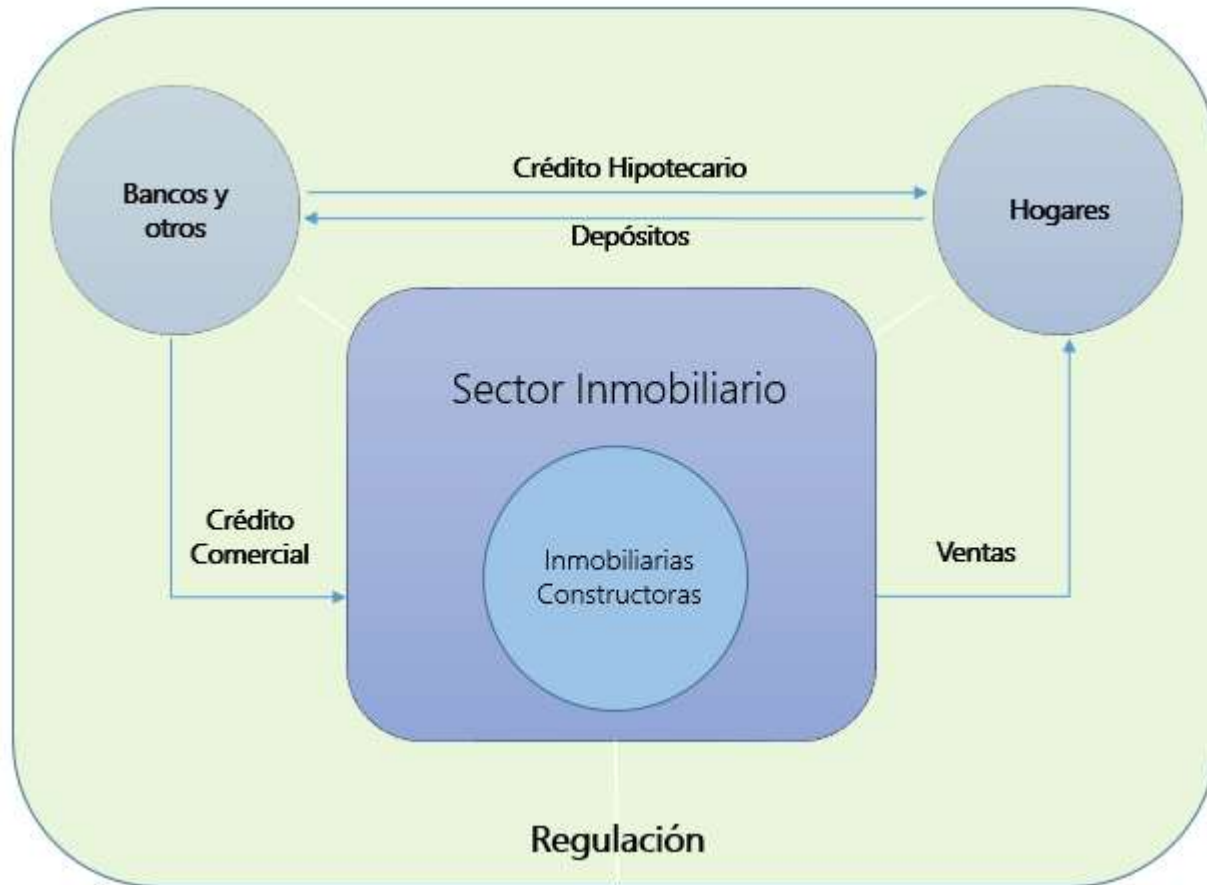 Crédito Hipotecario
Bancos y
otros
Hogares
Depósitos
Sector Inmobiliario
Crédito
Comercial
Inmobiliarias
Constructoras
Ventas
Regulación